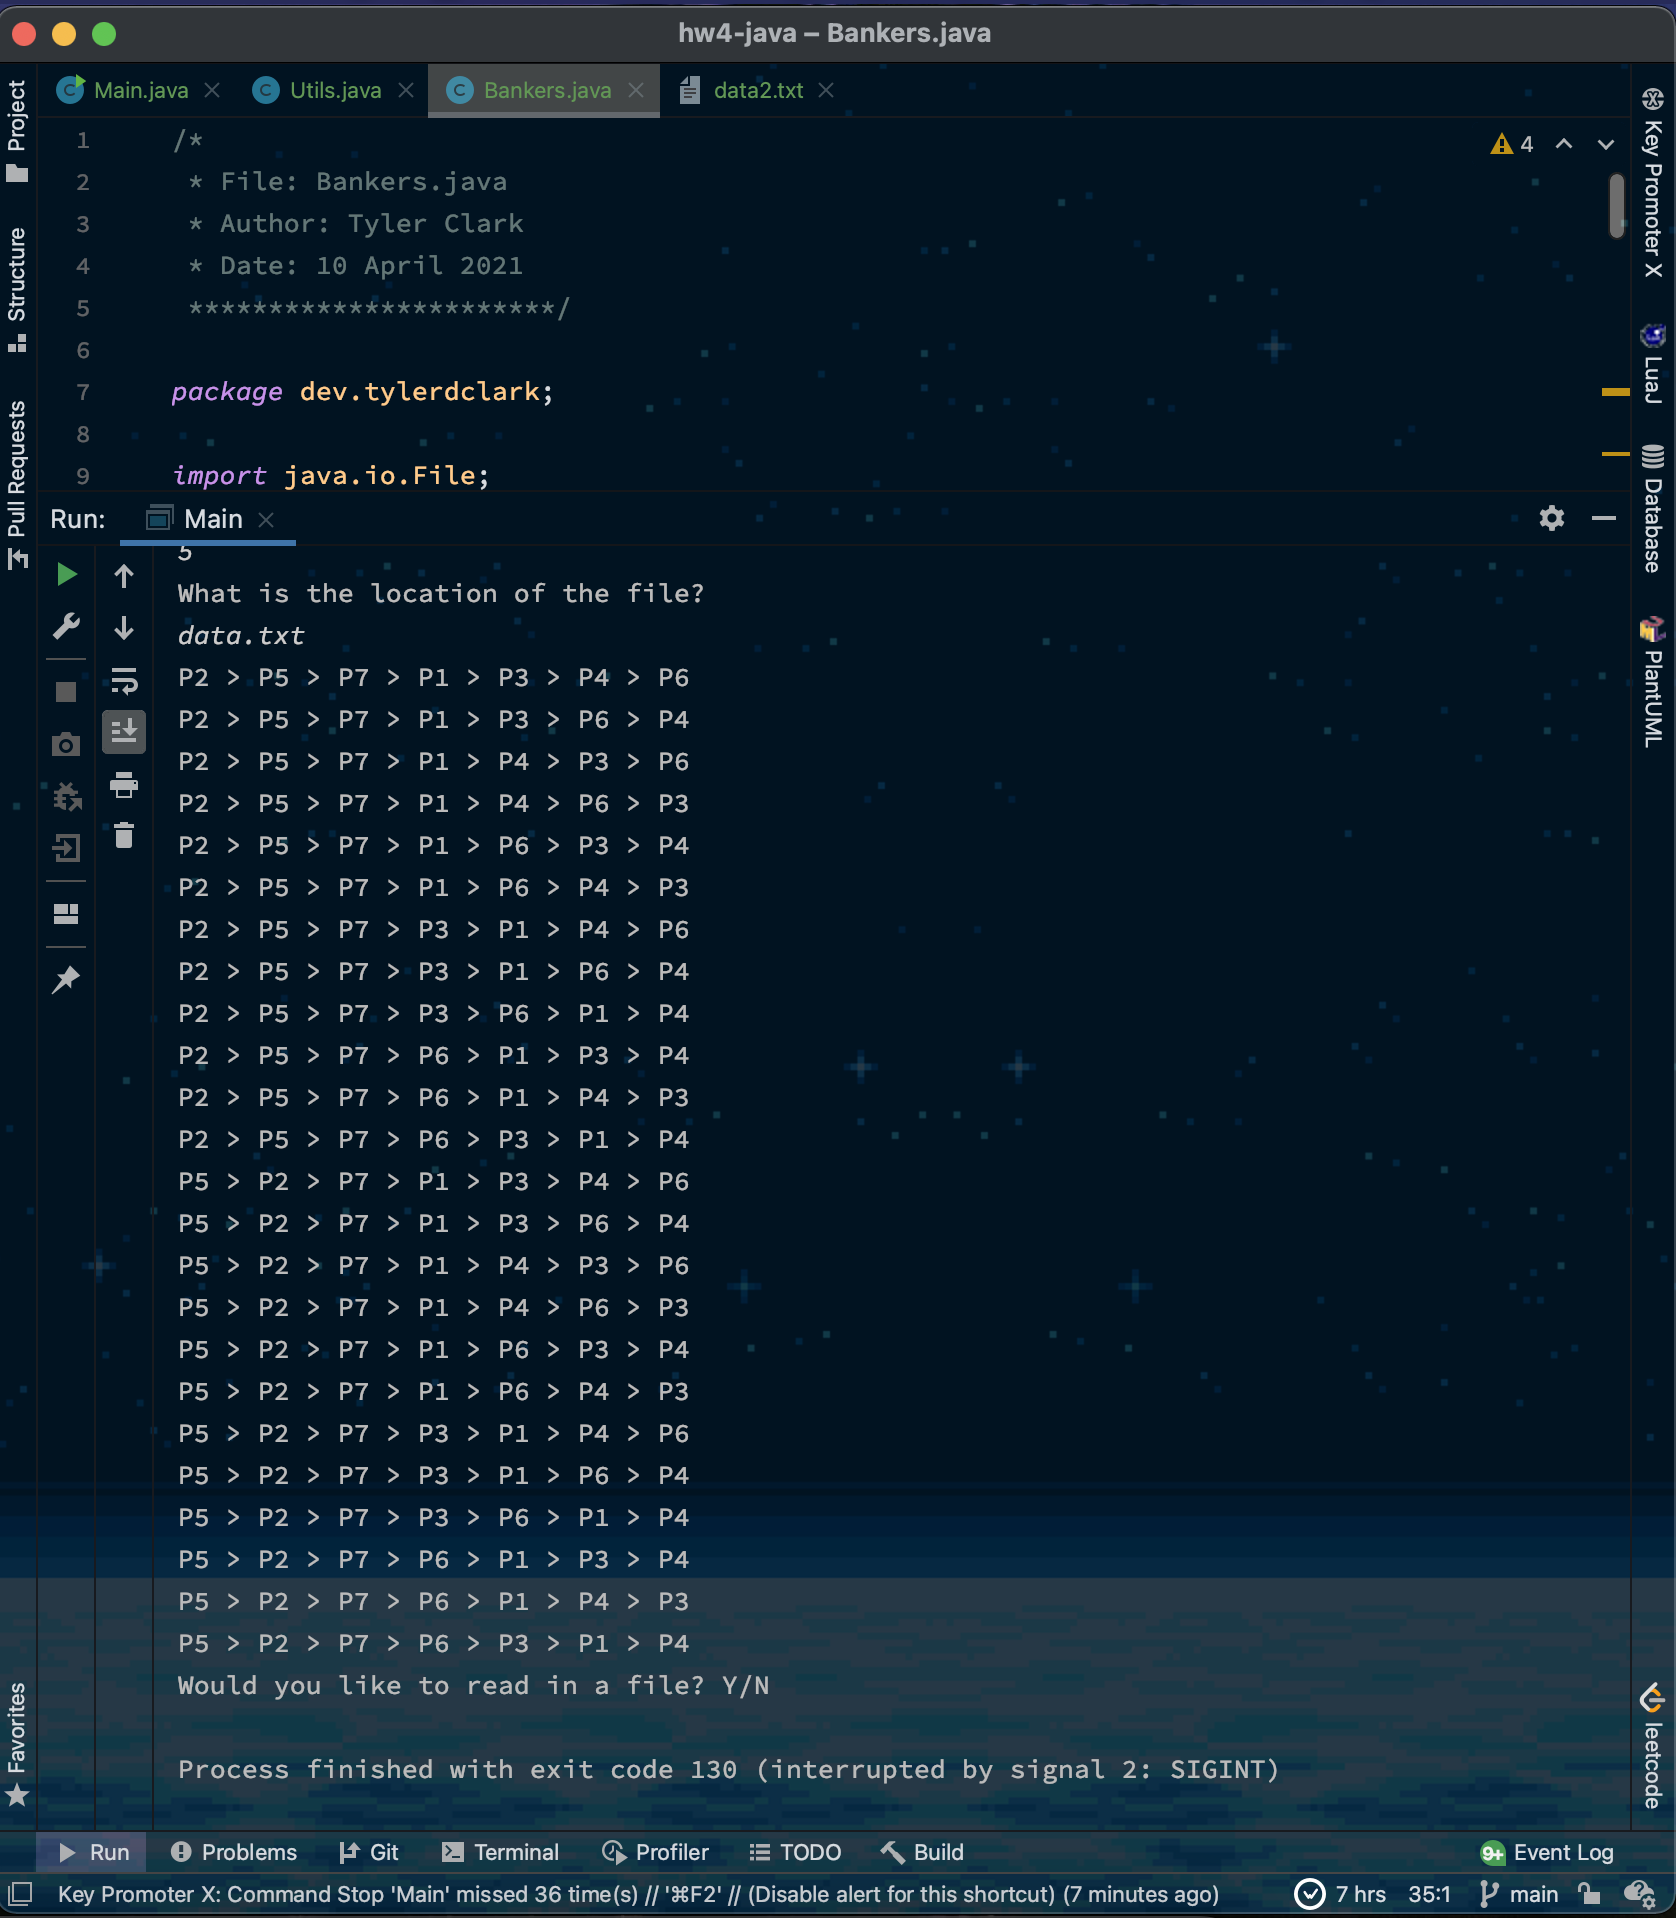 hw4-java – Bankers.java
Main.java
Utils.java
Bankers.java
data2.txt
Project
Structure
Pull Requests
Favorites
1 /*
2 * File: Bankers.java
3 * Author: Tyler Clark
4 * Date: 10 April 2021
5 ***********************/
6
7 package dev.tylerdclark;
8
9 import java.io.File;
4
Key Promoter X
LuaJ
Database
PlantUML
leetcode
Run: Main
5
What is the location of the file?
data.txt
P2 > P5 > P7 > P1 > P3 > P4 > P6
P2 > P5 > P7 > P1 > P3 > P6 > P4
P2 > P5 > P7 > P1 > P4 > P3 > P6
P2 > P5 > P7 > P1 > P4 > P6 > P3
P2 > P5 > P7 > P1 > P6 > P3 > P4
P2 > P5 > P7 > P1 > P6 > P4 > P3
P2 > P5 > P7 > P3 > P1 > P4 > P6
P2 > P5 > P7 > P3 > P1 > P6 > P4
P2 > P5 > P7 > P3 > P6 > P1 > P4
P2 > P5 > P7 > P6 > P1 > P3 > P4
P2 > P5 > P7 > P6 > P1 > P4 > P3
P2 > P5 > P7 > P6 > P3 > P1 > P4
P5 > P2 > P7 > P1 > P3 > P4 > P6
P5 > P2 > P7 > P1 > P3 > P6 > P4
P5 > P2 > P7 > P1 > P4 > P3 > P6
P5 > P2 > P7 > P1 > P4 > P6 > P3
P5 > P2 > P7 > P1 > P6 > P3 > P4
P5 > P2 > P7 > P1 > P6 > P4 > P3
P5 > P2 > P7 > P3 > P1 > P4 > P6
P5 > P2 > P7 > P3 > P1 > P6 > P4
P5 > P2 > P7 > P3 > P6 > P1 > P4
P5 > P2 > P7 > P6 > P1 > P3 > P4
P5 > P2 > P7 > P6 > P1 > P4 > P3
P5 > P2 > P7 > P6 > P3 > P1 > P4
Would you like to read in a file? Y/N
Process finished with exit code 130 (interrupted by signal 2: SIGINT)
Run Problems Git Terminal Profiler TODO Build 9+ Event Log
Key Promoter X: Command Stop 'Main' missed 36 time(s) // '⌘F2' // (Disable alert for this shortcut) (7 minutes ago) 7 hrs 35:1 main